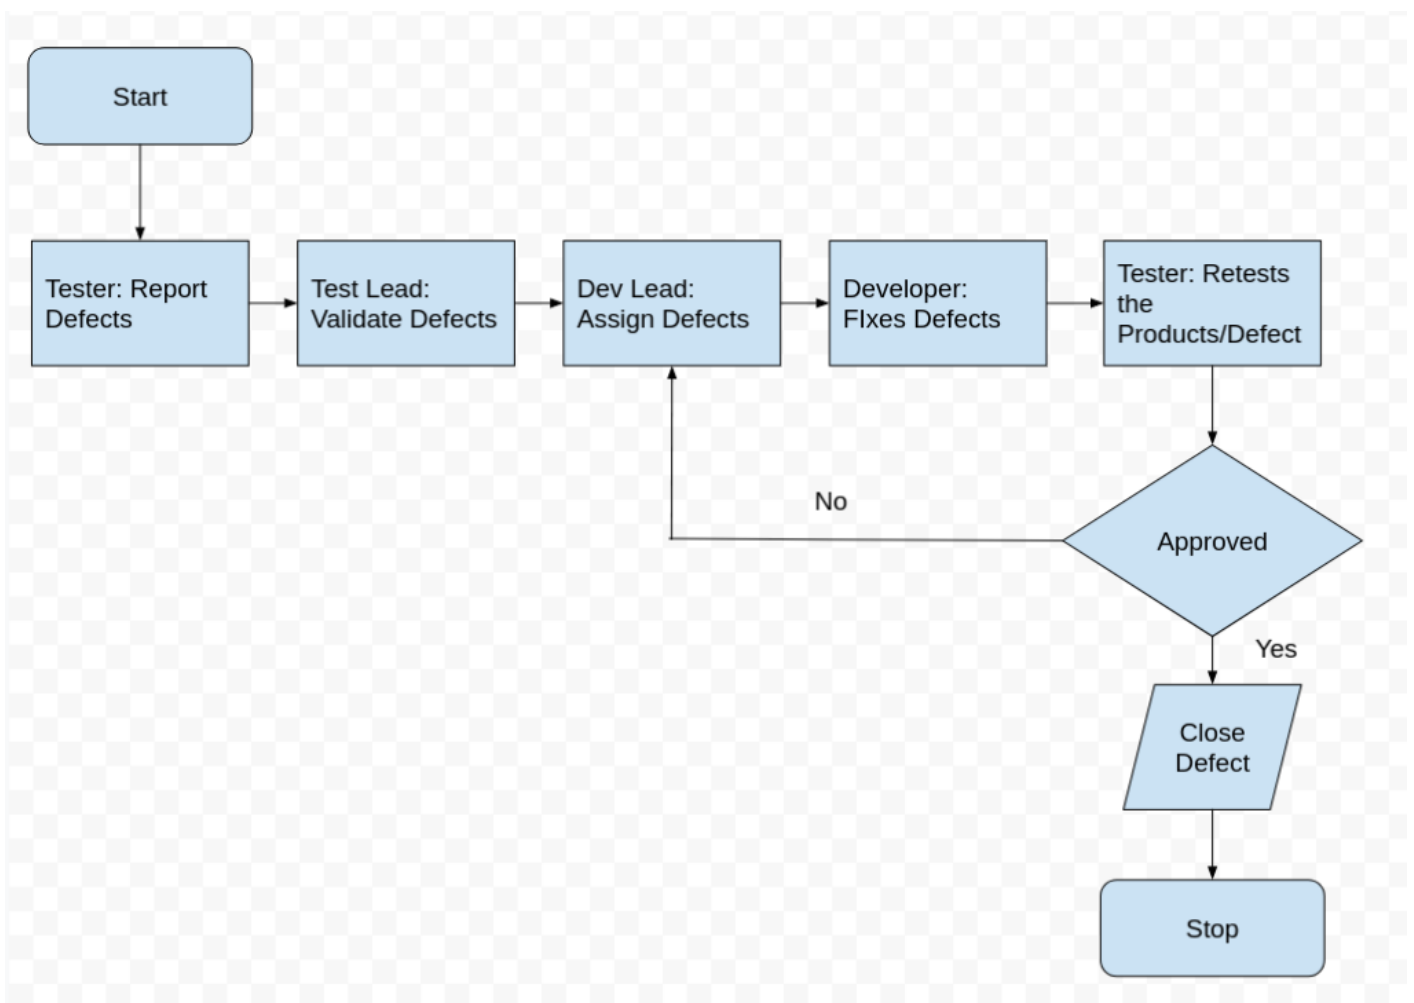 Start
Tester: Report
Defects
Test Lead:
Validate Defects
Dev Lead:
Assign Defects
Developer:
FIxes Defects
Tester: Retests
the
Products/Defect
No
Approved
Yes
Close
Defect
Stop